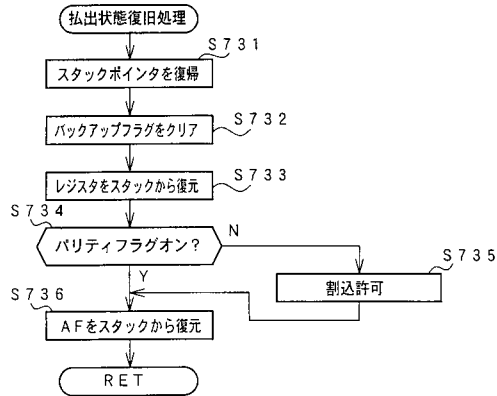 払出状態復旧処理
S731
スタックポインタを復帰
S732
バックアップフラグをクリア
S733
レジスタをスタックから復元
S734
パリティフラグオン?
N
S735
割込許可
Y
S736
AFをスタックから復元
RET